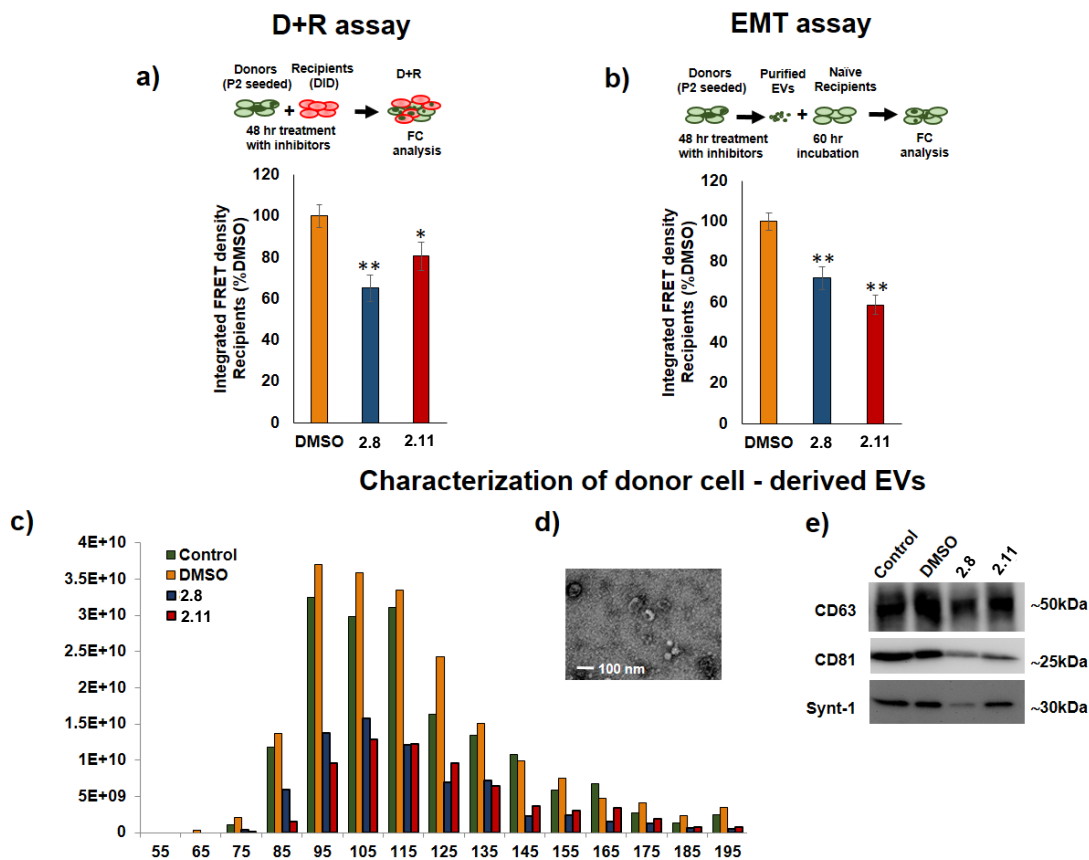 D+R assay
a)
Donors
(P2 seeded)
Recipients
(DID)
D+R
+
48 hr treatment
with inhibitors
FC
analysis
Integrated FRET density
Recipients (%DMSO)
120
100
80
60
40
20
0
**
*
DMSO
2.8
2.11
EMT assay
b)
Donors
(P2 seeded)
Purified
EVs
Naïve
Recipients
+
48 hr treatment
with inhibitors
60 hr
incubation
FC
analysis
Integrated FRET density
Recipients (%DMSO)
120
100
80
60
40
20
0
**
**
DMSO
2.8
2.11
Characterization of donor cell - derived EVs
c)
4E+10
3.5E+10
3E+10
2.5E+10
2E+10
1.5E+10
1E+10
5E+09
0
Control
DMSO
2.8
2.11
55 65 75 85 95 105 115 125 135 145 155 165 175 185 195
d)
100 nm
e)
Control
DMSO
2.8
2.11
CD63
~50kDa
CD81
~25kDa
Synt-1
~30kDa